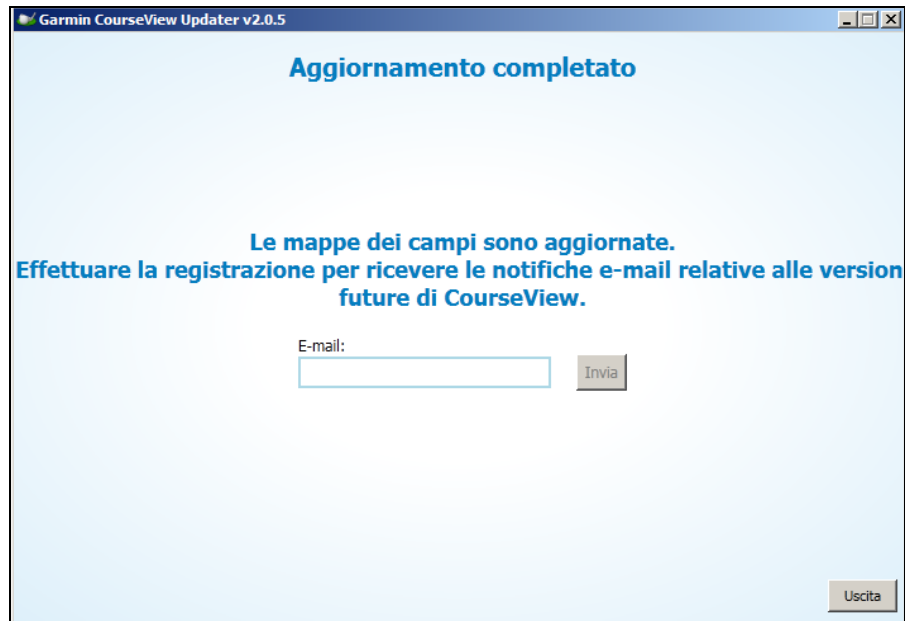 Garmin CourseView Updater v2.0.5
Aggiornamento completato
Le mappe dei campi sono aggiornate.
Effettuare la registrazione per ricevere le notifiche e-mail relative alle version
future di CourseView.
E-mail:
Invia
Uscita